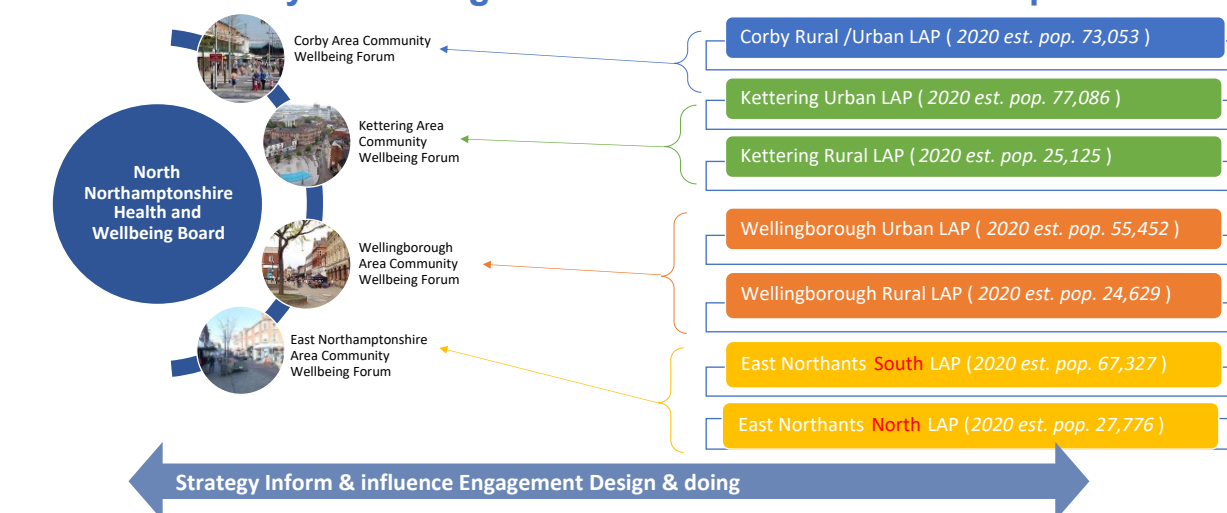 Corby Area Community
Wellbeing Forum
Kettering Area
Community
Wellbeing Forum
North
Northamptonshire
Health and
Wellbeing Board
Wellingborough
Area Community
Wellbeing Forum
East Northamptonshire
Area Community
Wellbeing Forum
Corby Rural /Urban LAP ( 2020 est. pop. 73,053 )
Kettering Urban LAP ( 2020 est. pop. 77,086 )
Kettering Rural LAP ( 2020 est. pop. 25,125 )
Wellingborough Urban LAP ( 2020 est. pop. 55,452 )
Wellingborough Rural LAP ( 2020 est. pop. 24,629 )
East Northants South LAP (2020 est. pop. 67,327 )
East Northants North LAP (2020 est. pop. 27,776 )
Strategy Inform & influence Engagement Design & doing